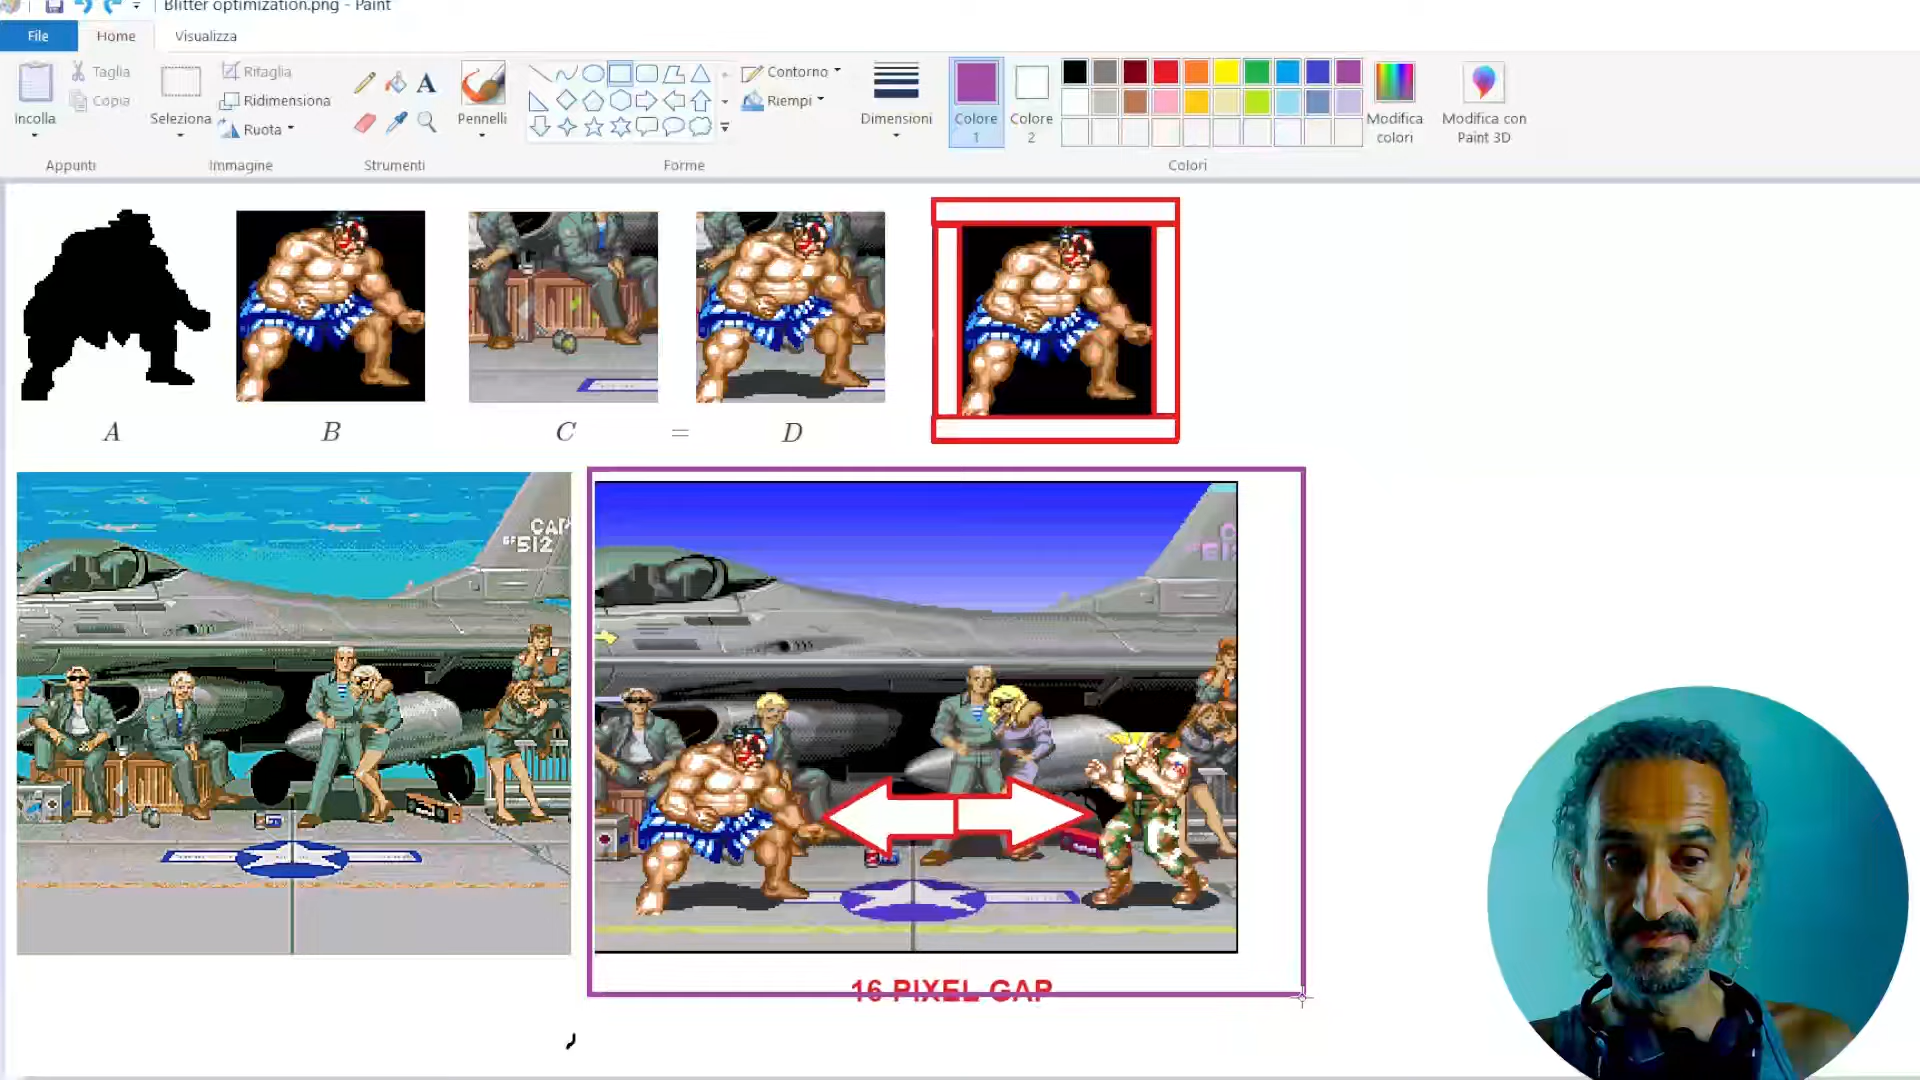 Blitter optimization.png - Paint
File Home Visualizza
Incolla
Taglia
Copia
Appunti
Seleziona
Ritaglia
Ridimensiona
Ruota
Immagine
A
Strumenti
Pennelli
Contorno
Riempi
Forme
Dimensioni
Colore 1
Colore 2
Colori
Modifica colori
Modifica con Paint 3D
A B C = D
CAP
GF512
16 PIXEL GAP